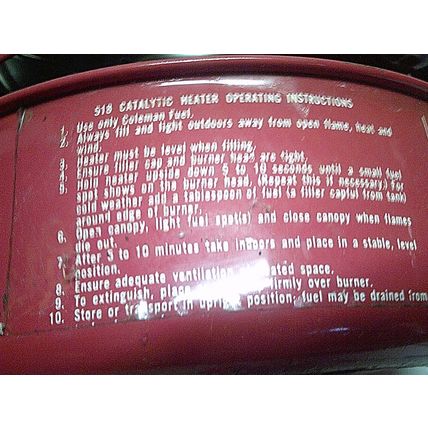 518 CATALYTIC HEATER OPERATING INSTRUCTIONS
1. Use only Coleman fuel.
2. Always fill and light outdoors away from open flame, heat and
wind.
3. Heater must be level when filling.
4. Ensure filler cap and burner head are tight.
5. Hold heater upside down 5 to 10 seconds until a small fuel
spot shows on the burner head. (Repeat this if necessary.) For
cold weather add a tablespoon of fuel (a filler capful from tank)
around edge of burner.
6. Open canopy, light fuel spot(s) and close canopy when flames
die out.
7. After 5 to 10 minutes take indoors and place in a stable, level
position.
8. Ensure adequate ventilation space.
9. To extinguish, place firmly over burner.
10. Store or transport in upright position, fuel may be drained from